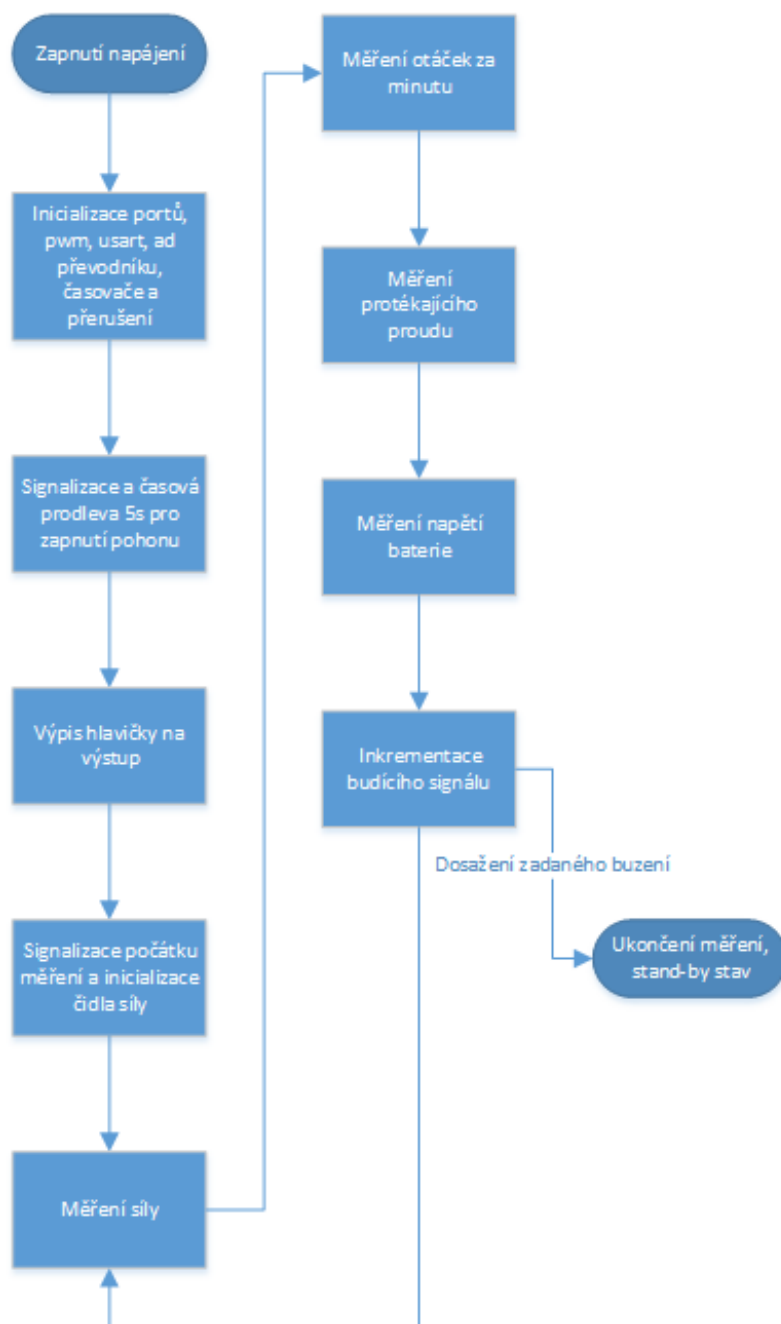 Zapnutí napájení
Inicializace portů,
pwm, usart, ad
převodníku,
časovače a
přerušení
Signalizace a časová
prodleva 5s pro
zapnutí pohonu
Výpis hlavičky na
výstup
Signalizace počátku
měření a inicializace
čidla síly
Měření síly
Měření otáček za
minutu
Měření
protékajícího
proudu
Měření napětí
baterie
Inkrementace
budícího signálu
Dosažení zadaného buzení
Ukončení měření,
stand-by stav